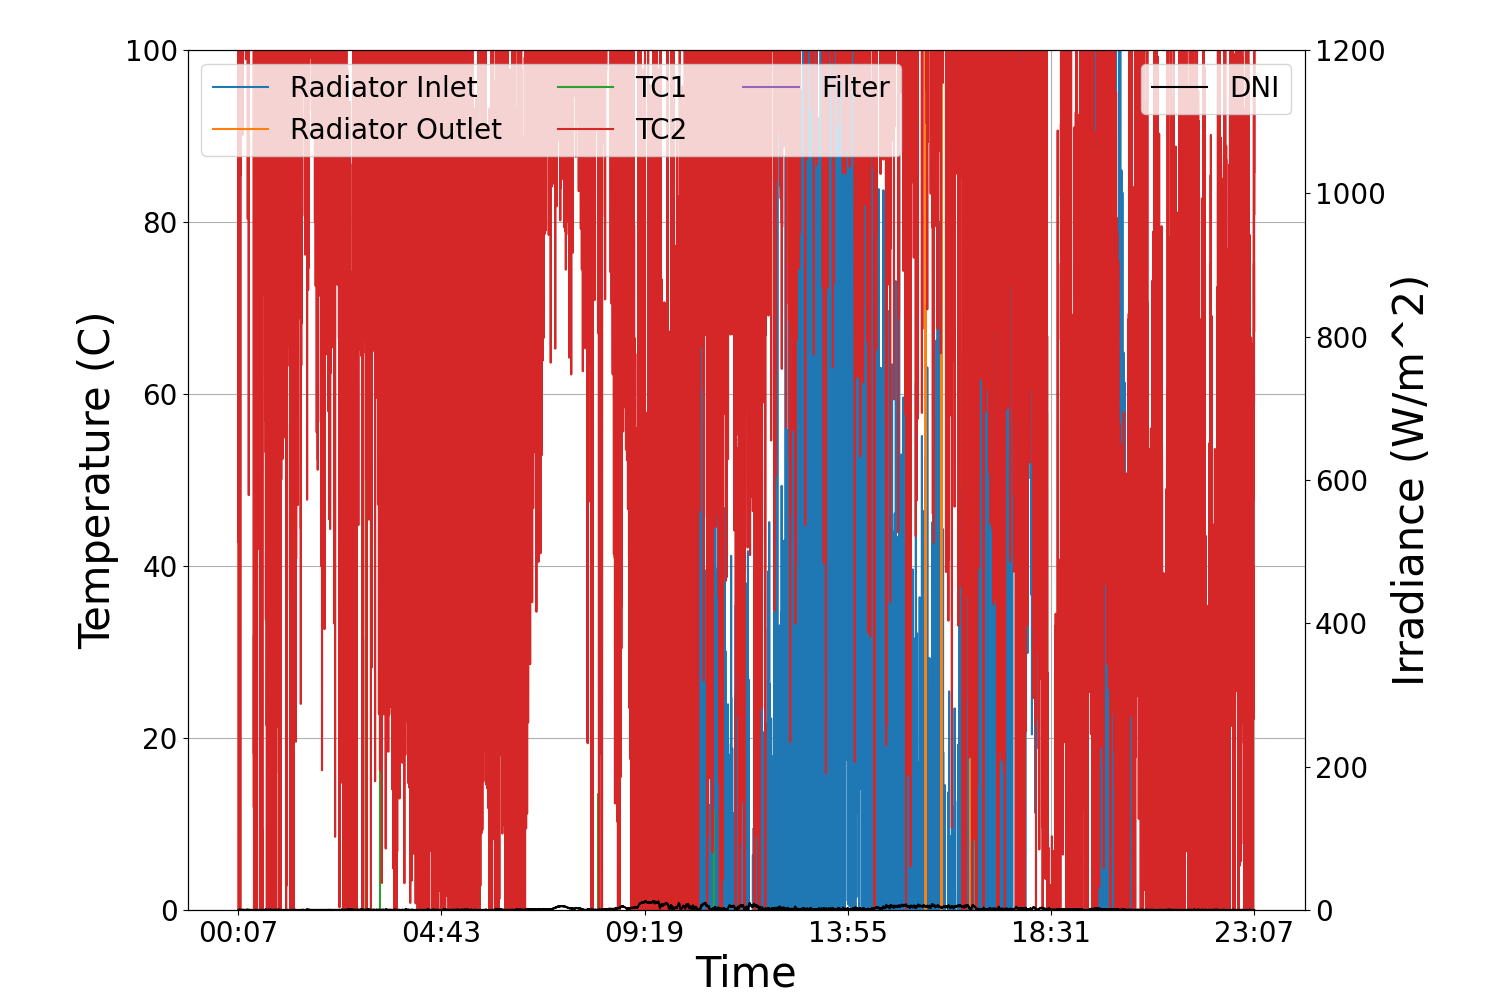 100
80
60
40
20
0
Temperature (C)
Radiator Inlet
Radiator Outlet
TC1
TC2
Filter
DNI
1200
1000
800
600
400
200
0
Irradiance (W/m^2)
00:07
04:43
09:19
13:55
18:31
23:07
Time